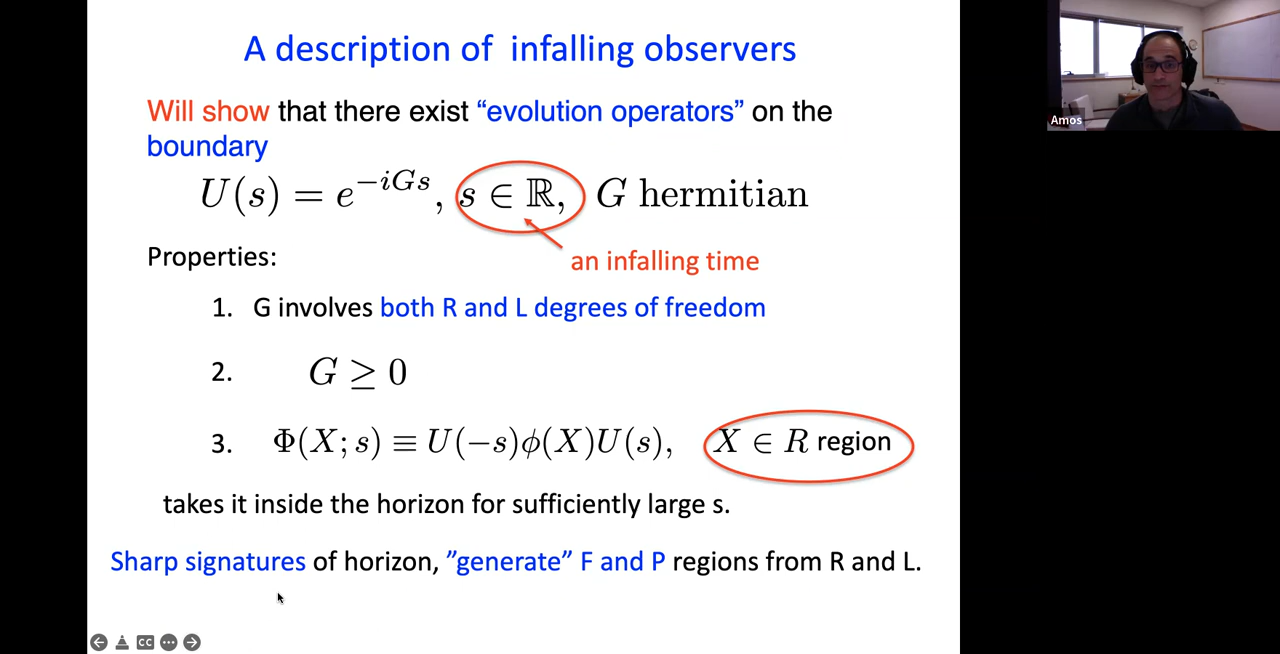 A description of infalling observers
Will show that there exist “evolution operators” on the
boundary
U(s) = e^{-iGs}, s ∈ ℝ, G hermitian
an infalling time
Properties:
1. G involves both R and L degrees of freedom
2. G ≥ 0
3. Φ(X; s) ≡ U(−s)ϕ(X)U(s), X ∈ R region
takes it inside the horizon for sufficiently large s.
Sharp signatures of horizon, ”generate” F and P regions from R and L.
CC
Amos